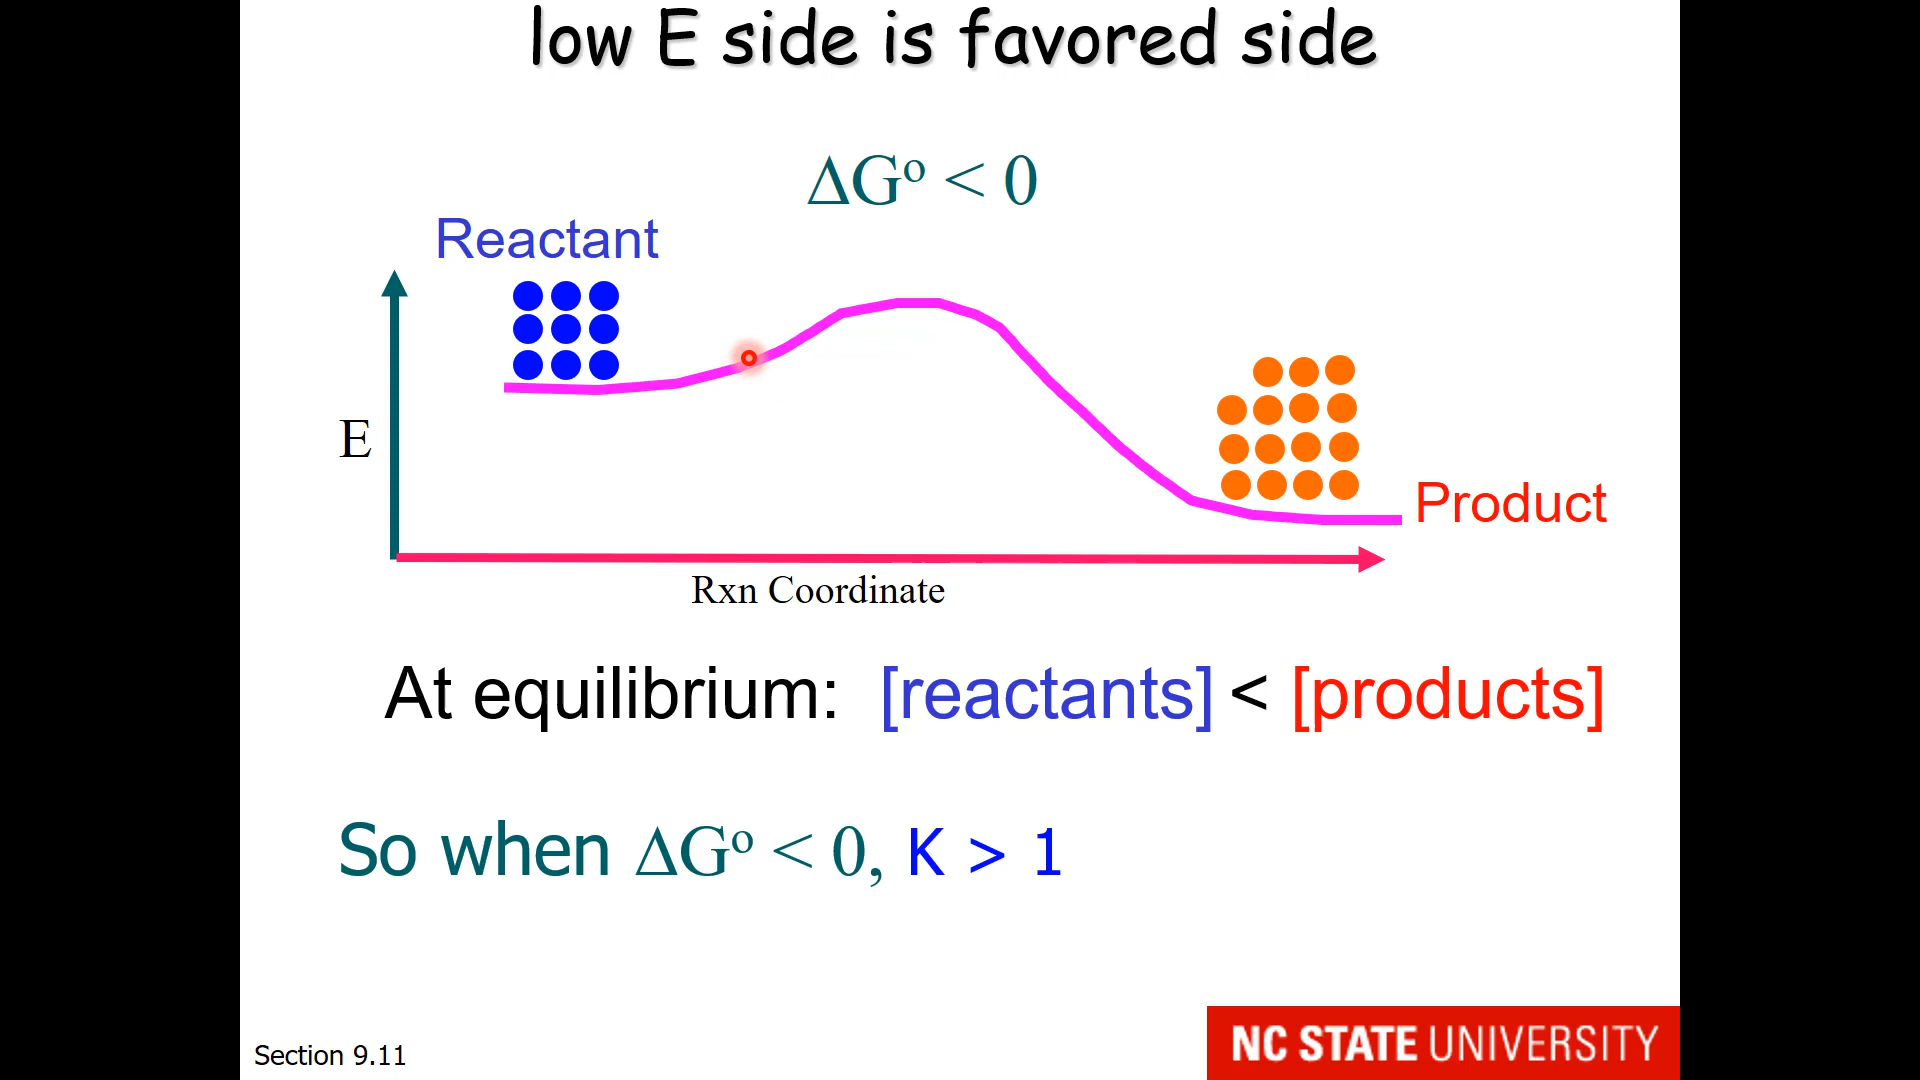 low E side is favored side
ΔGº < 0
Reactant
E
Product
Rxn Coordinate
At equilibrium: [reactants] < [products]
So when ΔGº < 0, K > 1
Section 9.11
NC STATE UNIVERSITY